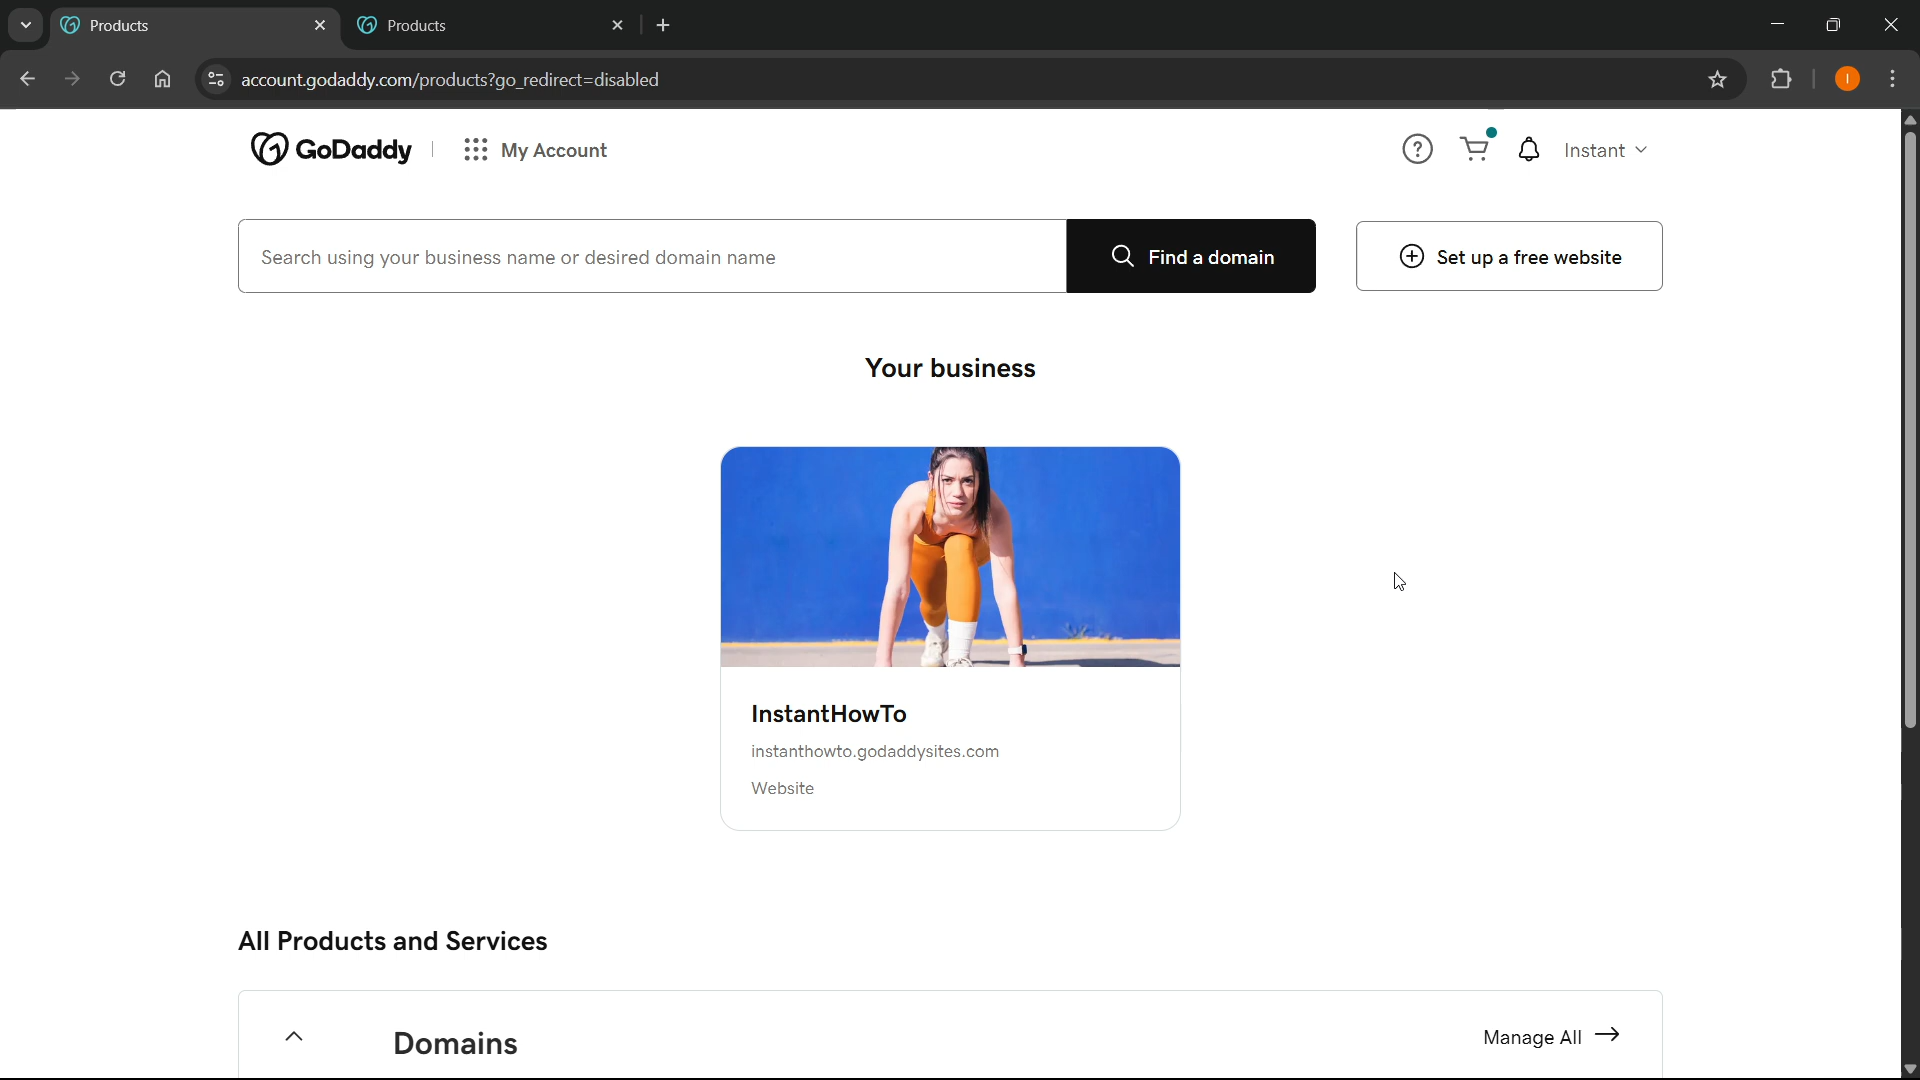 Products
Products
account.godaddy.com/products?go_redirect=disabled
I
GoDaddy
My Account
?
Instant
Search using your business name or desired domain name
Find a domain
Set up a free website
Your business
InstantHowTo
instanthowto.godaddysites.com
Website
All Products and Services
Domains
Manage All